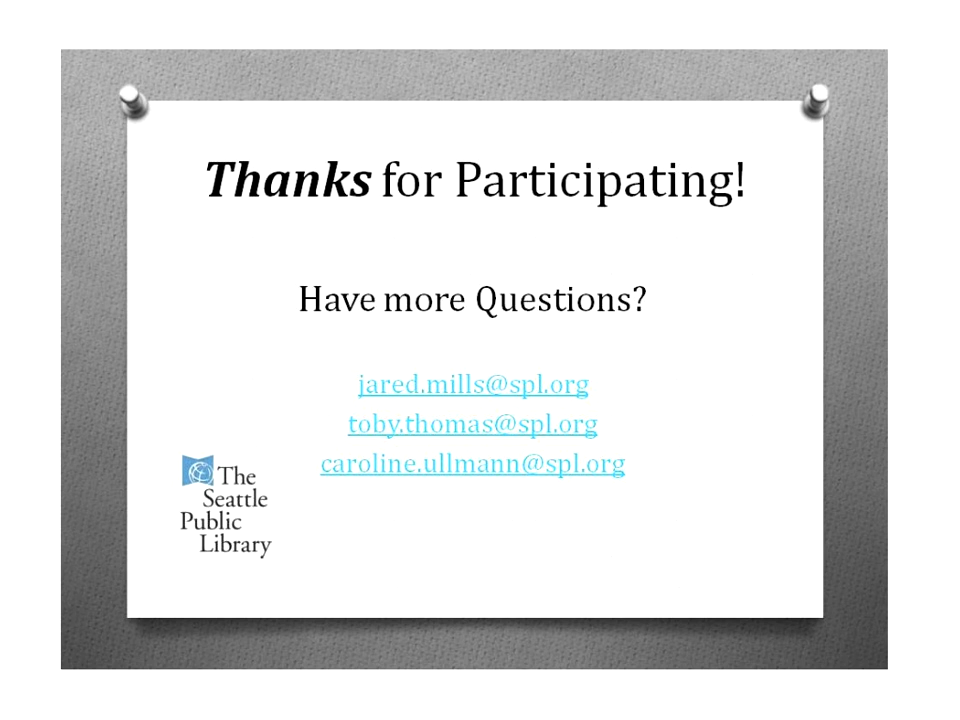 Thanks for Participating!
Have more Questions?
jared.mills@spl.org
toby.thomas@spl.org
caroline.ullmann@spl.org
The
Seattle
Public
Library